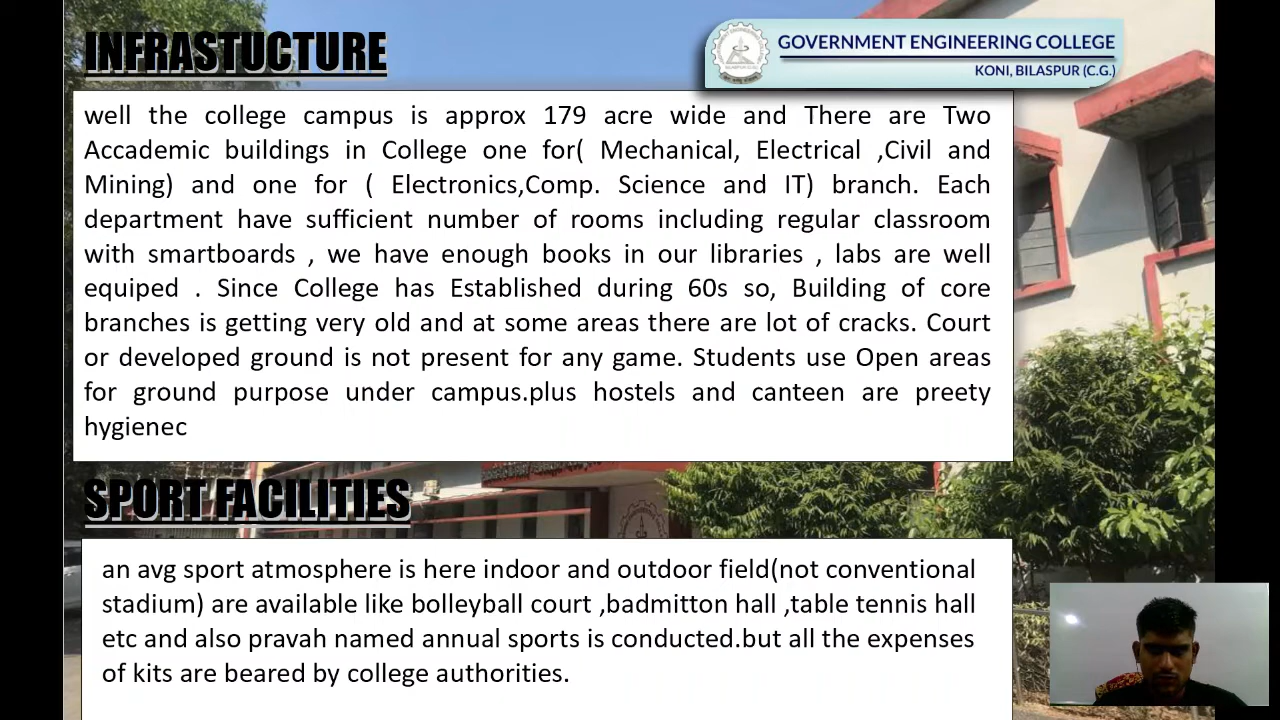 INFRASTUCTURE
GOVERNMENT ENGINEERING COLLEGE
KONI, BILASPUR (C.G.)
well the college campus is approx 179 acre wide and There are Two
Accademic buildings in College one for( Mechanical, Electrical ,Civil and
Mining) and one for ( Electronics,Comp. Science and IT) branch. Each
department have sufficient number of rooms including regular classroom
with smartboards , we have enough books in our libraries , labs are well
equiped . Since College has Established during 60s so, Building of core
branches is getting very old and at some areas there are lot of cracks. Court
or developed ground is not present for any game. Students use Open areas
for ground purpose under campus.plus hostels and canteen are preety
hygienec
SPORT FACILITIES
an avg sport atmosphere is here indoor and outdoor field(not conventional
stadium) are available like bolleyball court ,badmitton hall ,table tennis hall
etc and also pravah named annual sports is conducted.but all the expenses
of kits are beared by college authorities.